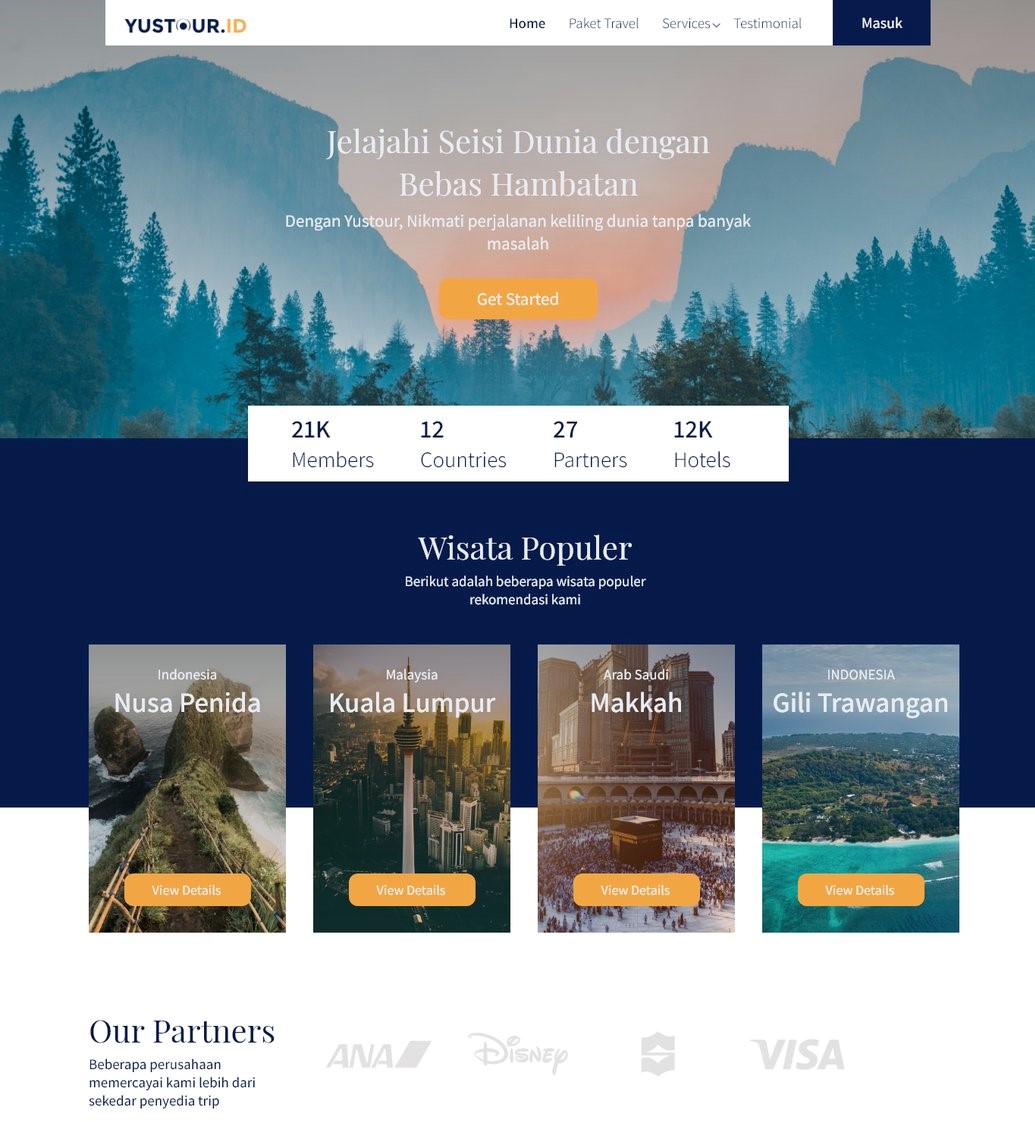 YUSTOUR.ID
Home Paket Travel Services Testimonial Masuk
Jelajahi Seisi Dunia dengan
Bebas Hambatan
Dengan Yustour, Nikmati perjalanan keliling dunia tanpa banyak
masalah
Get Started
21K 12 27 12K
Members Countries Partners Hotels
Wisata Populer
Berikut adalah beberapa wisata populer
rekomendasi kami
Indonesia
Nusa Penida
View Details
Malaysia
Kuala Lumpur
View Details
Arab Saudi
Makkah
View Details
INDONESIA
Gili Trawangan
View Details
Our Partners
Beberapa perusahaan
memercayai kami lebih dari
sekedar penyedia trip
ANA Disney VISA